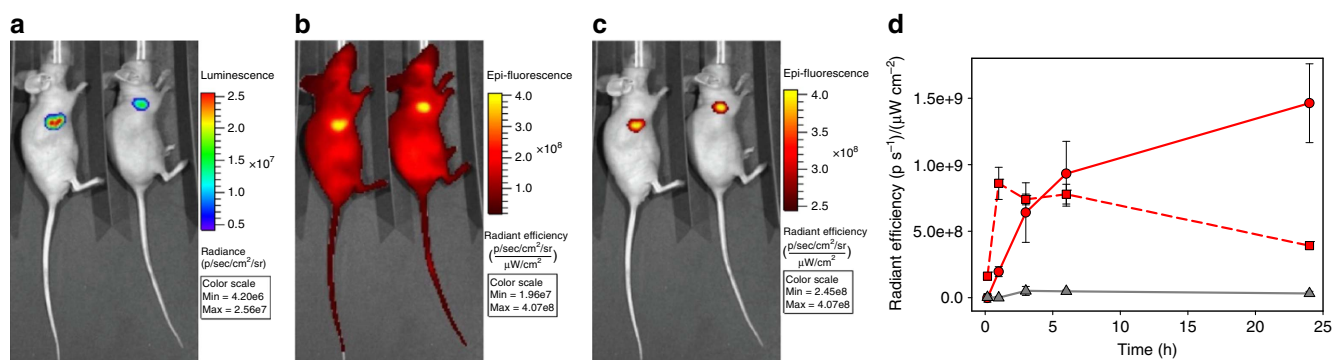 a
Luminescence
2.5
2.0
1.5
1.0
0.5
×10⁷
Radiance
(p/sec/cm²/sr)
Color scale
Min = 4.20e6
Max = 2.56e7
b
Epi-fluorescence
4.0
3.0
2.0
1.0
×10⁸
Radiant efficiency
(p/sec/cm²/sr
μW/cm²)
Color scale
Min = 1.96e7
Max = 4.07e8
c
Epi-fluorescence
4.0
3.5
3.0
2.5
×10⁸
Radiant efficiency
(p/sec/cm²/sr
μW/cm²)
Color scale
Min = 2.45e8
Max = 4.07e8
d
Radiant efficiency (p s⁻¹)/(μW cm⁻²)
1.5e+9
1.0e+9
5.0e+8
0.0
0
5
10
15
20
25
Time (h)